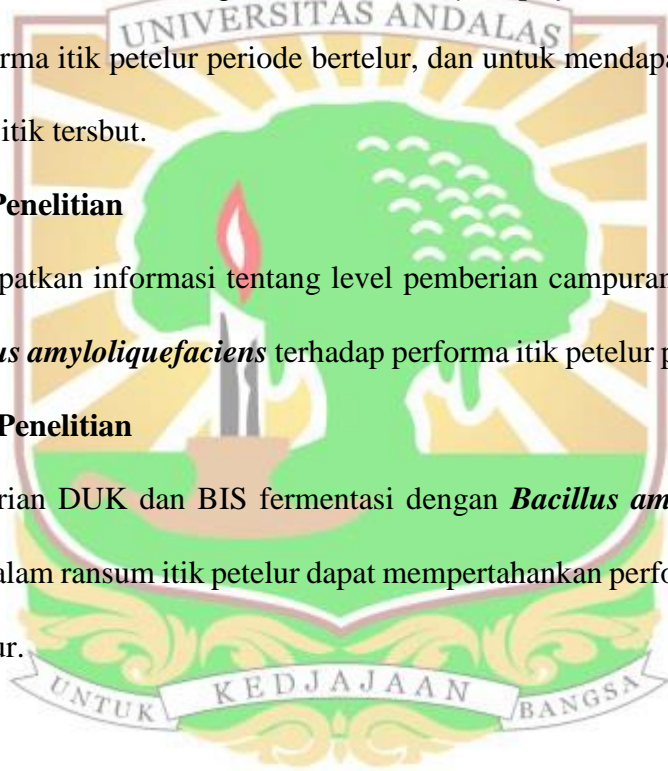 UNIVERSITAS ANDALAS
rma itik petelur periode bertelur, dan untuk mendapa
itik tersbut.
Penelitian
patkan informasi tentang level pemberian campuran
us amyloliquefaciens terhadap performa itik petelur p
Penelitian
rian DUK dan BIS fermentasi dengan Bacillus am
alam ransum itik petelur dapat mempertahankan perfo
ur.
UNTUK KEDJAJAAN BANGSA